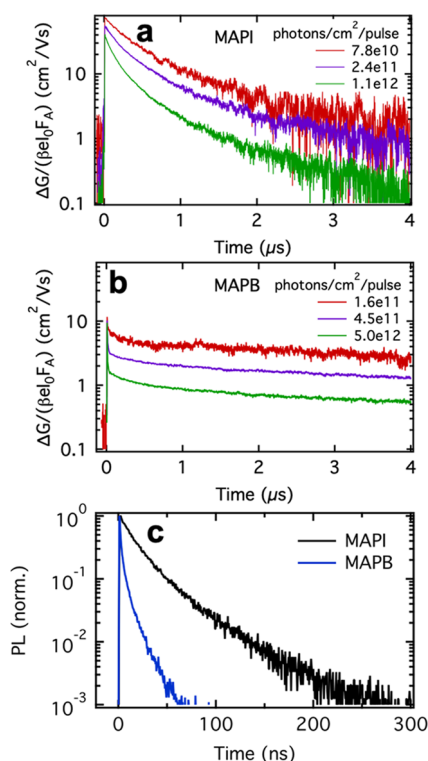 a
MAPI
photons/cm²/pulse
7.8e10
2.4e11
1.1e12
ΔG/(βeI₀F_A) (cm²/Vs)
10
1
0.1
0
1
2
3
4
Time (μs)
b
MAPB
photons/cm²/pulse
1.6e11
4.5e11
5.0e12
ΔG/(βeI₀F_A) (cm²/Vs)
10
1
0.1
0
1
2
3
4
Time (μs)
c
MAPI
MAPB
PL (norm.)
10⁰
10⁻¹
10⁻²
10⁻³
0
100
200
300
Time (ns)